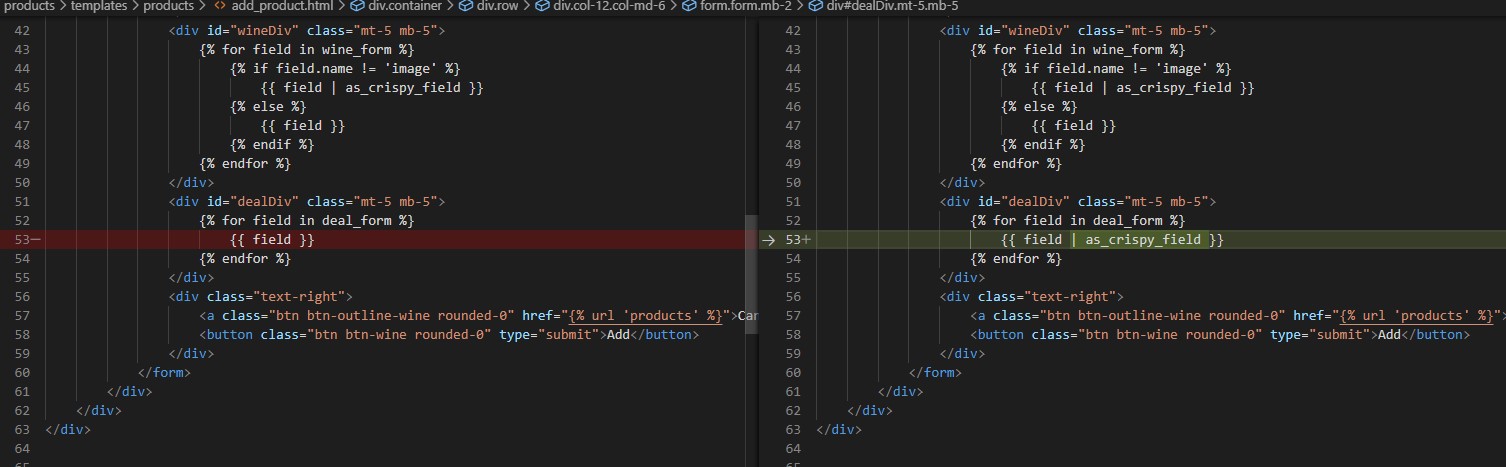 products > templates > products > <> add_product.html > div.container > div.row > div.col-12.col-md-6 > form.form.mb-2 > div#dealDiv.mt-5.mb-5
42 <div id="wineDiv" class="mt-5 mb-5">
43 {% for field in wine_form %}
44 {% if field.name != 'image' %}
45 {{ field | as_crispy_field }}
46 {% else %}
47 {{ field }}
48 {% endif %}
49 {% endfor %}
50 </div>
51 <div id="dealDiv" class="mt-5 mb-5">
52 {% for field in deal_form %}
53− {{ field }}
54 {% endfor %}
55 </div>
56 <div class="text-right">
57 <a class="btn btn-outline-wine rounded-0" href="{% url 'products' %}">Can
58 <button class="btn btn-wine rounded-0" type="submit">Add</button>
59 </div>
60 </form>
61 </div>
62 </div>
63 </div>
64
42 <div id="wineDiv" class="mt-5 mb-5">
43 {% for field in wine_form %}
44 {% if field.name != 'image' %}
45 {{ field | as_crispy_field }}
46 {% else %}
47 {{ field }}
48 {% endif %}
49 {% endfor %}
50 </div>
51 <div id="dealDiv" class="mt-5 mb-5">
52 {% for field in deal_form %}
→ 53+ {{ field | as_crispy_field }}
54 {% endfor %}
55 </div>
56 <div class="text-right">
57 <a class="btn btn-outline-wine rounded-0" href="{% url 'products' %}">
58 <button class="btn btn-wine rounded-0" type="submit">Add</button>
59 </div>
60 </form>
61 </div>
62 </div>
63 </div>
64